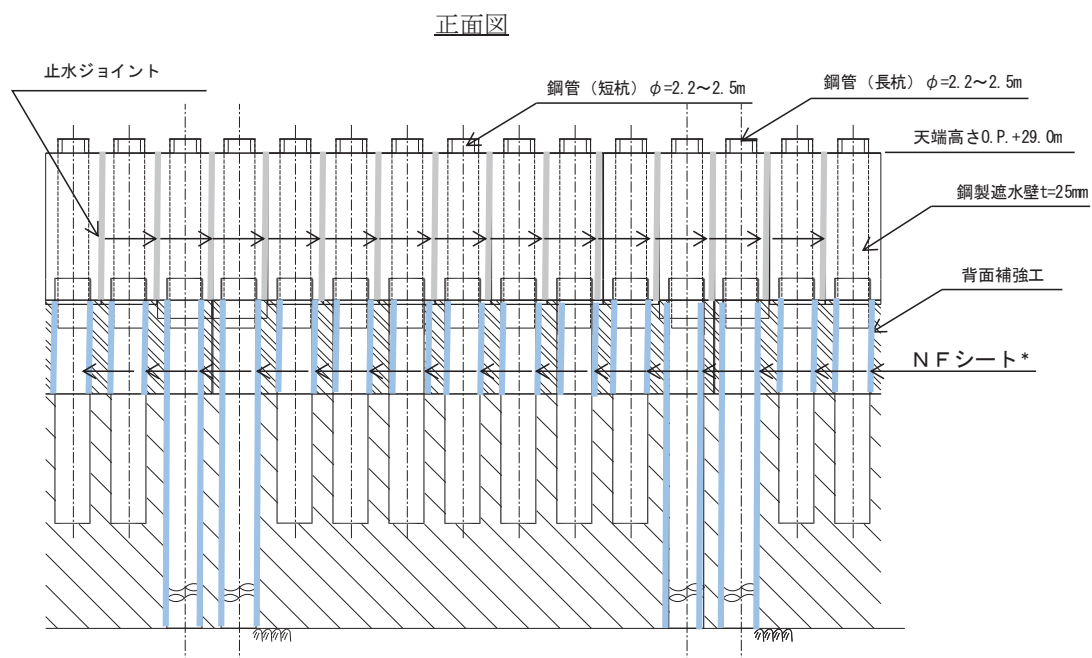 正面図
止水ジョイント
鋼管（短杭）φ=2.2～2.5m
鋼管（長杭）φ=2.2～2.5m
天端高さO.P.+29.0m
鋼製遮水壁t=25mm
背面補強工
ＮＦシート*